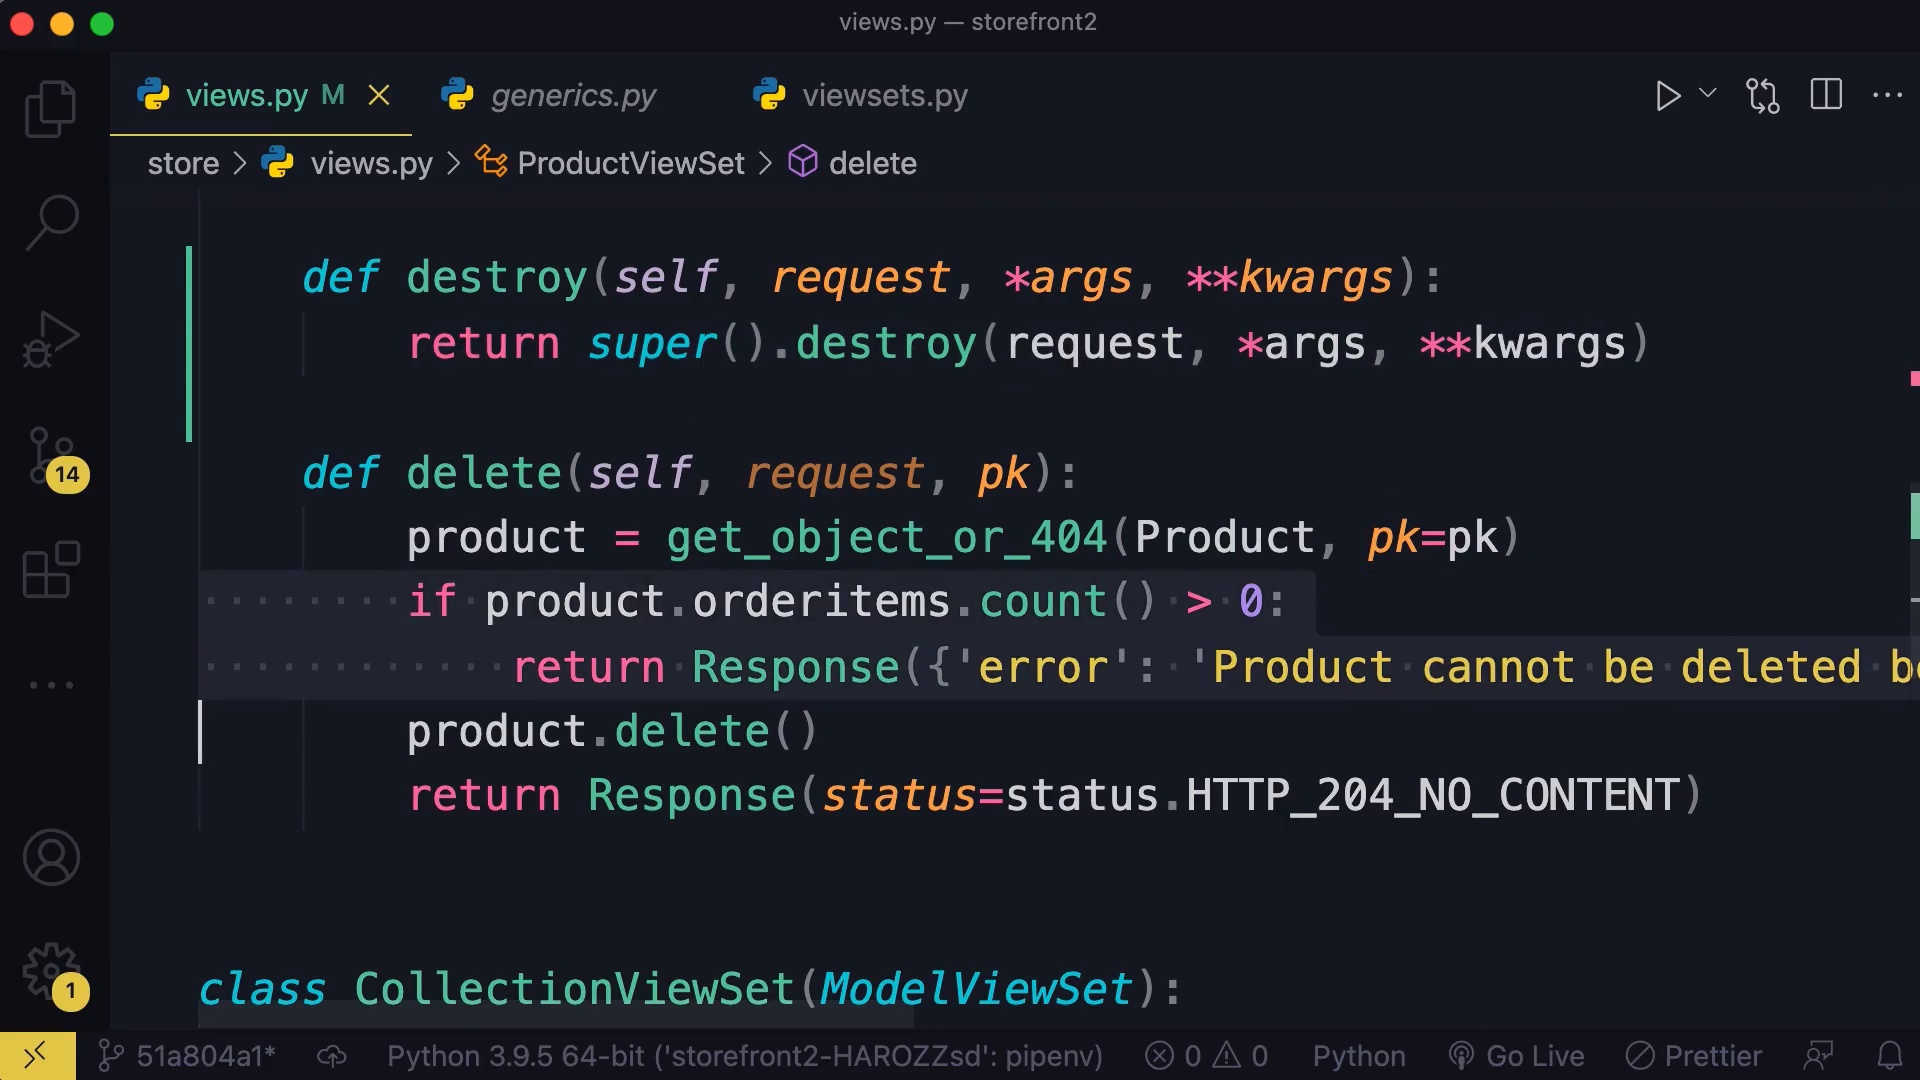 views.py — storefront2
views.py M generics.py viewsets.py
store > views.py > ProductViewSet > delete
def destroy(self, request, *args, **kwargs):
return super().destroy(request, *args, **kwargs)
def delete(self, request, pk):
product = get_object_or_404(Product, pk=pk)
if product.orderitems.count() > 0:
return Response({'error': 'Product cannot be deleted be
product.delete()
return Response(status=status.HTTP_204_NO_CONTENT)
class CollectionViewSet(ModelViewSet):
14
1
51a804a1* Python 3.9.5 64-bit ('storefront2-HAROZZsd': pipenv) 0 0 Python Go Live Prettier